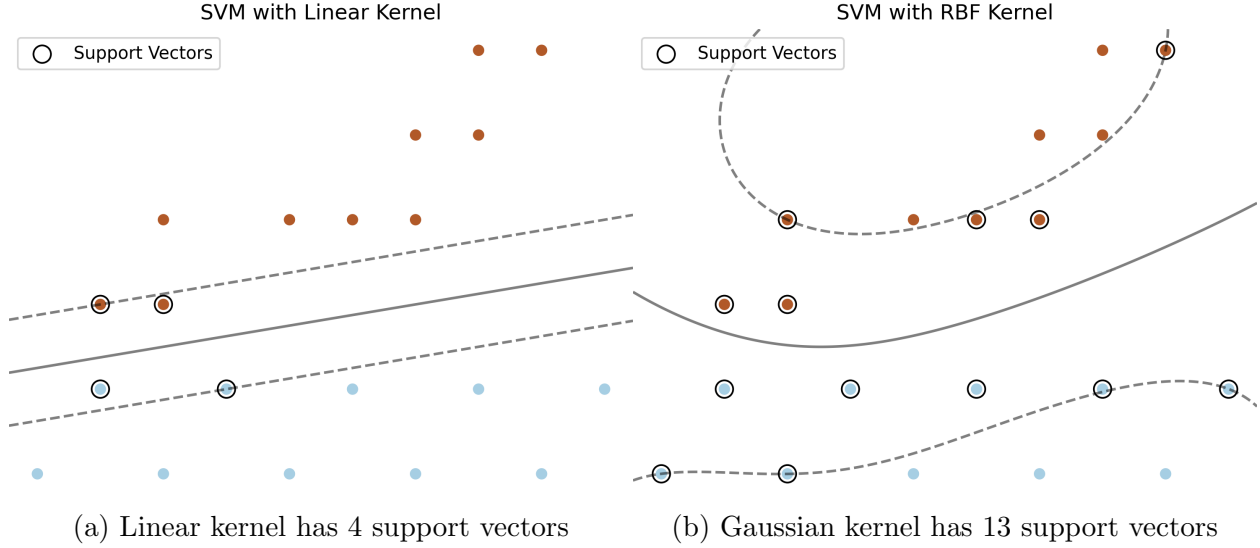 SVM with Linear Kernel
Support Vectors
SVM with RBF Kernel
Support Vectors
(a) Linear kernel has 4 support vectors
(b) Gaussian kernel has 13 support vectors